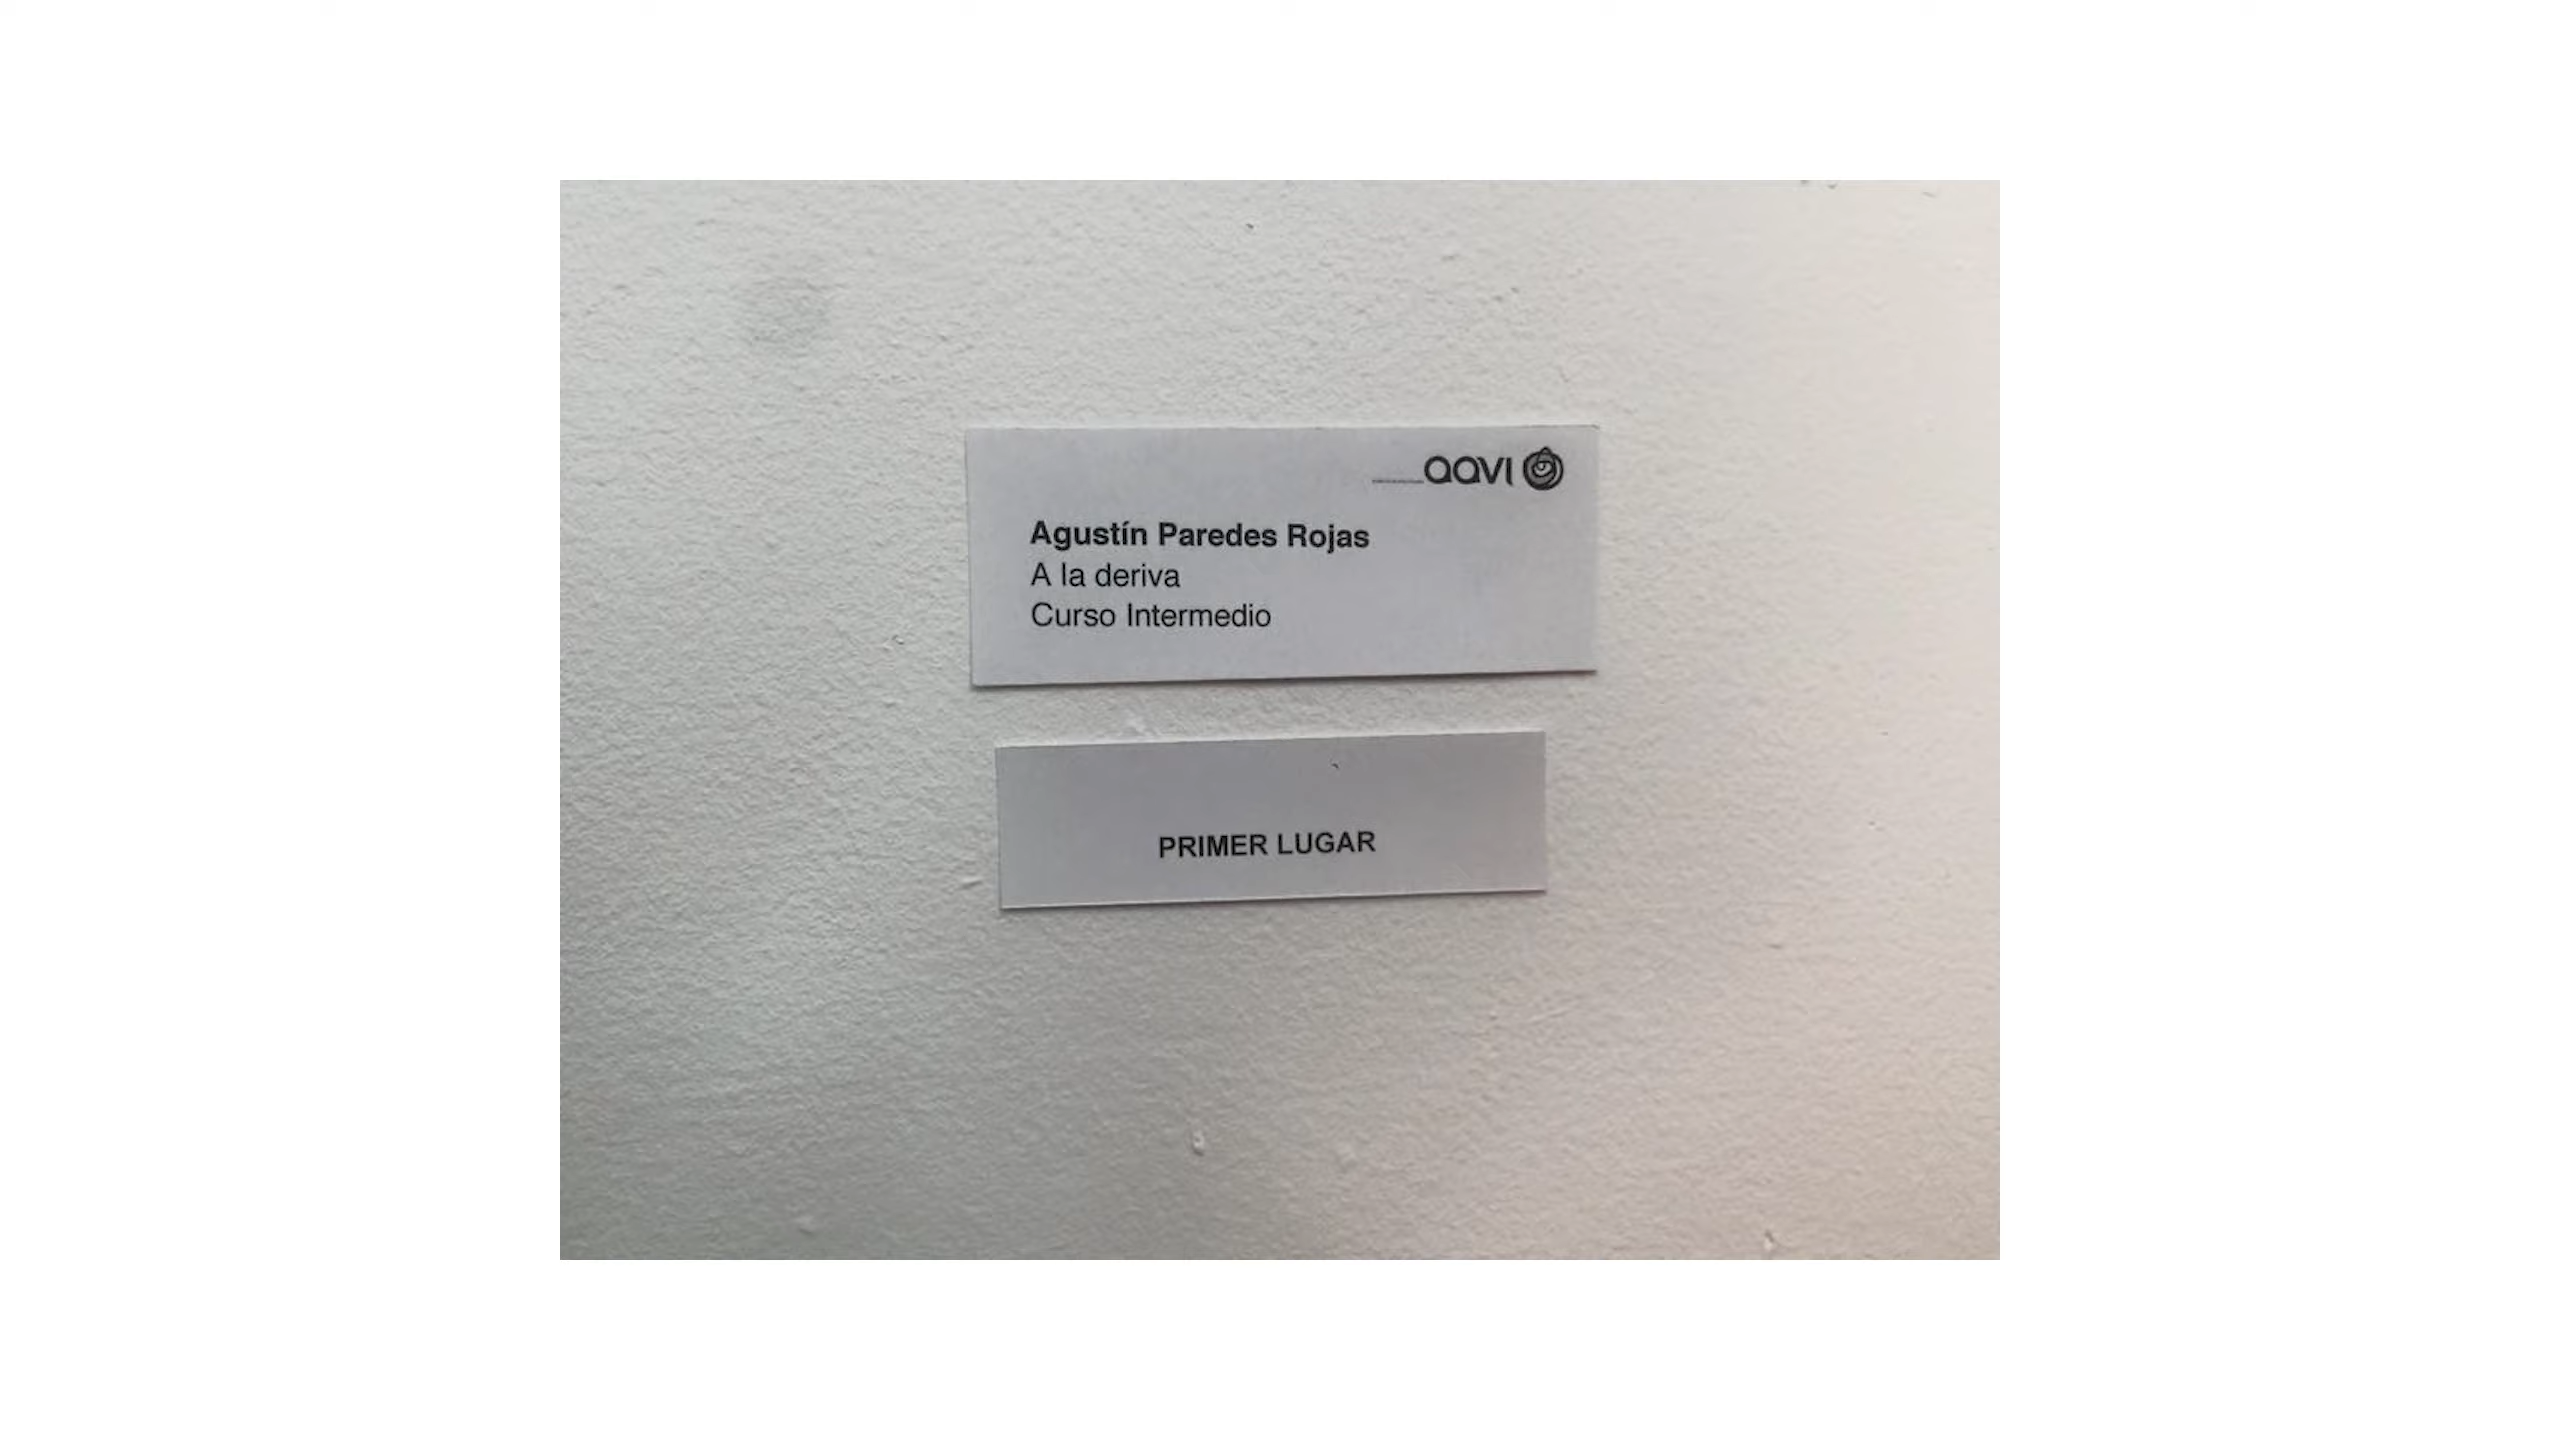 aavi
Agustín Paredes Rojas
A la deriva
Curso Intermedio
PRIMER LUGAR